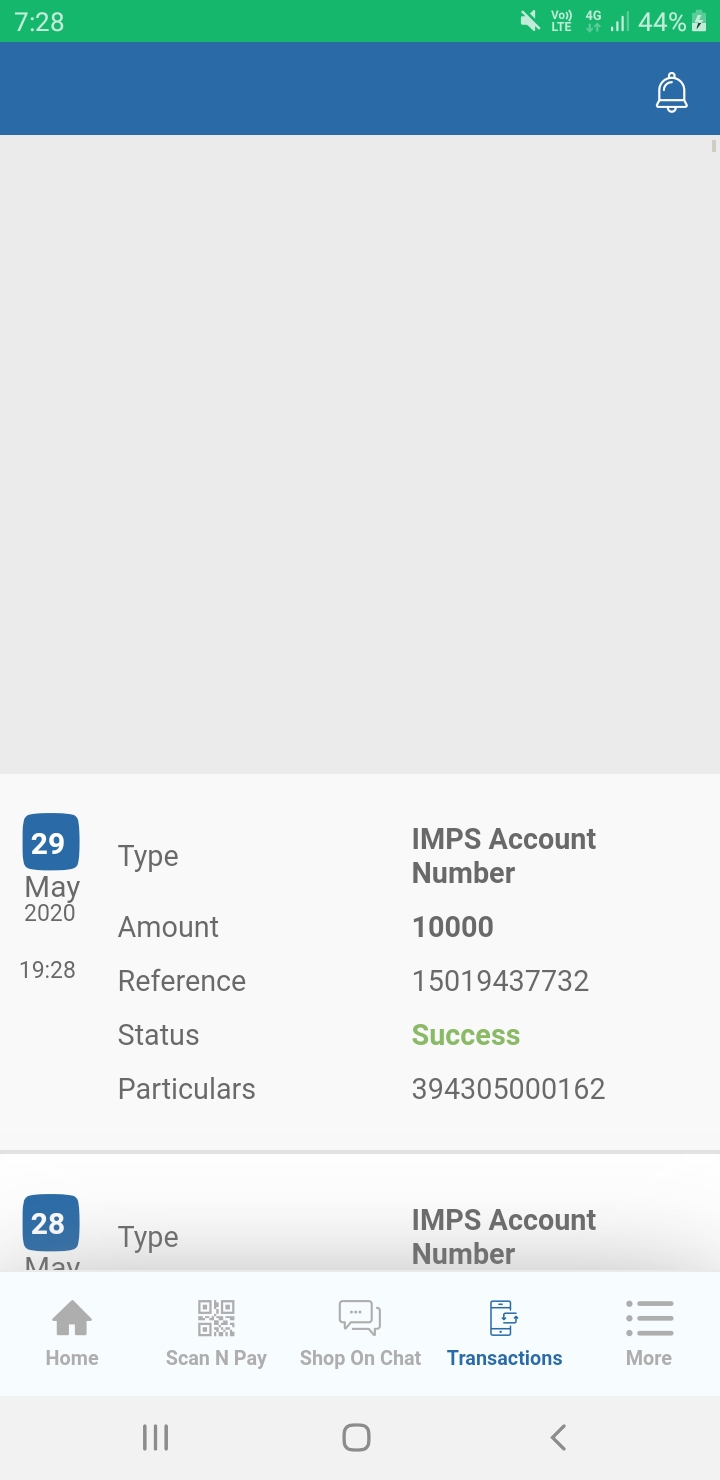 7:28 Vo)) LTE 4G 44%
29 May 2020 19:28
Type IMPS Account Number
Amount 10000
Reference 15019437732
Status Success
Particulars 394305000162
28 May
Type IMPS Account Number
Home Scan N Pay Shop On Chat Transactions More